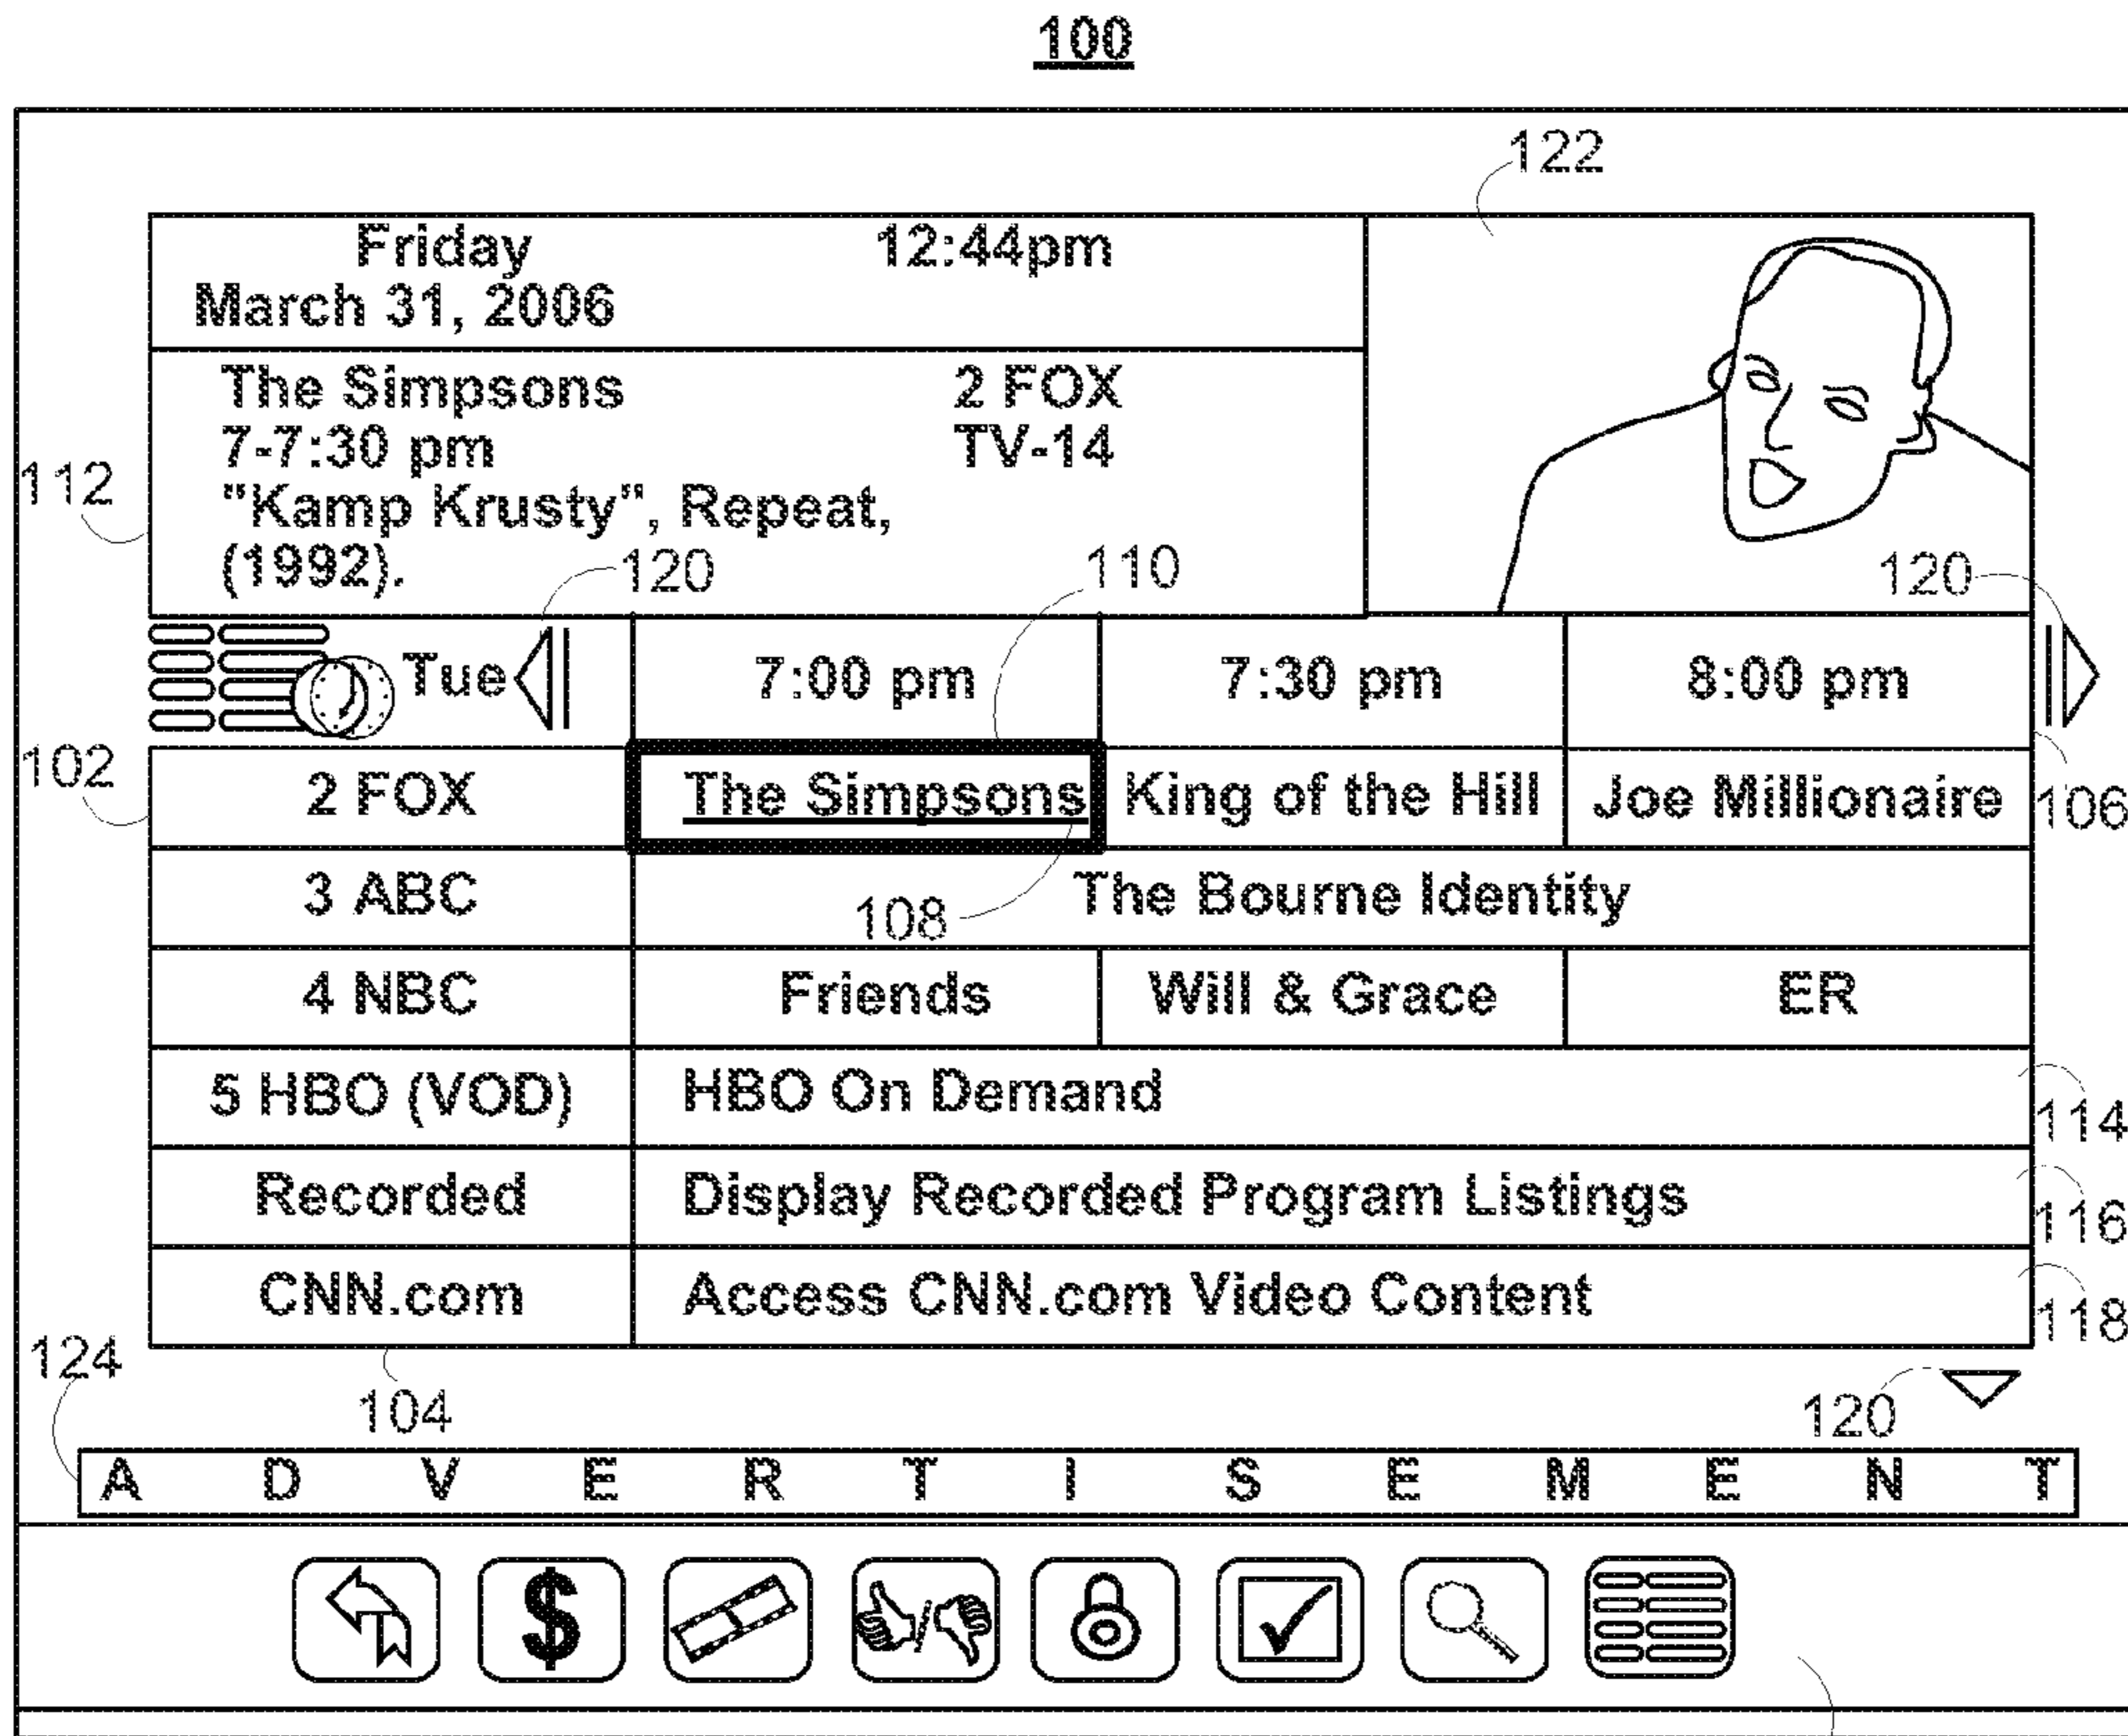 100
122
Friday 12:44pm
March 31, 2006
The Simpsons 2 FOX
7-7:30 pm TV-14
112
"Kamp Krusty", Repeat,
(1992).
120 110 120
Tue 7:00 pm 7:30 pm 8:00 pm
102
2 FOX The Simpsons King of the Hill Joe Millionaire 106
3 ABC The Bourne Identity
108
4 NBC Friends Will & Grace ER
5 HBO (VOD) HBO On Demand
114
Recorded Display Recorded Program Listings
116
CNN.com Access CNN.com Video Content
118
124
104 120
A D V E R T I S E M E N T
$